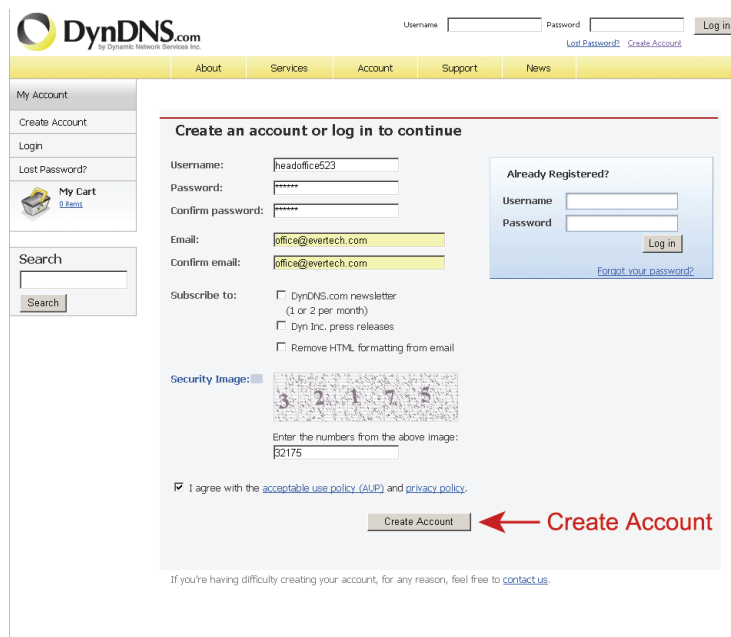 DynDNS.com
by Dynamic Network Services Inc.
Username Password Log in
Lost Password? Create Account
About Services Account Support News
My Account
Create Account
Login
Lost Password?
My Cart
0 items
Search
Search
Create an account or log in to continue
Username: headoffice523
Password: ******
Confirm password: ******
Email: office@evertech.com
Confirm email: office@evertech.com
Subscribe to: DynDNS.com newsletter
(1 or 2 per month)
Dyn Inc. press releases
Remove HTML formatting from email
Security Image:
3 2 1 7 5
Enter the numbers from the above image:
32175
I agree with the acceptable use policy (AUP) and privacy policy.
Create Account
Create Account
Already Registered?
Username
Password
Log in
Forgot your password?
If you're having difficulty creating your account, for any reason, feel free to contact us.